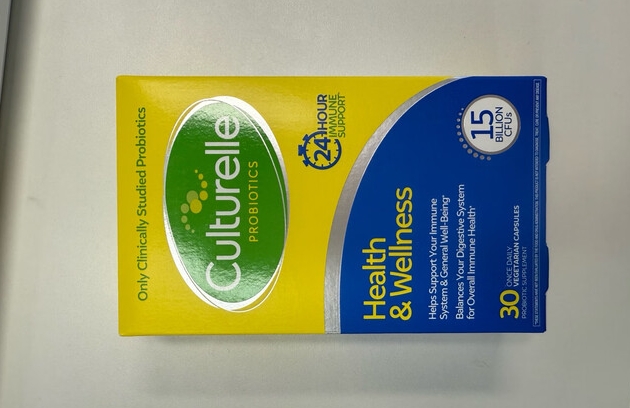 Only Clinically Studied Probiotics
Culturelle
PROBIOTICS
24-HOUR
IMMUNE
SUPPORT*
Health
& Wellness
Helps Support Your Immune
System & General Well-Being*
Balances Your Digestive System
for Overall Immune Health*
15
BILLION
CFUs
30 ONCE DAILY
VEGETARIAN CAPSULES
PROBIOTIC SUPPLEMENT